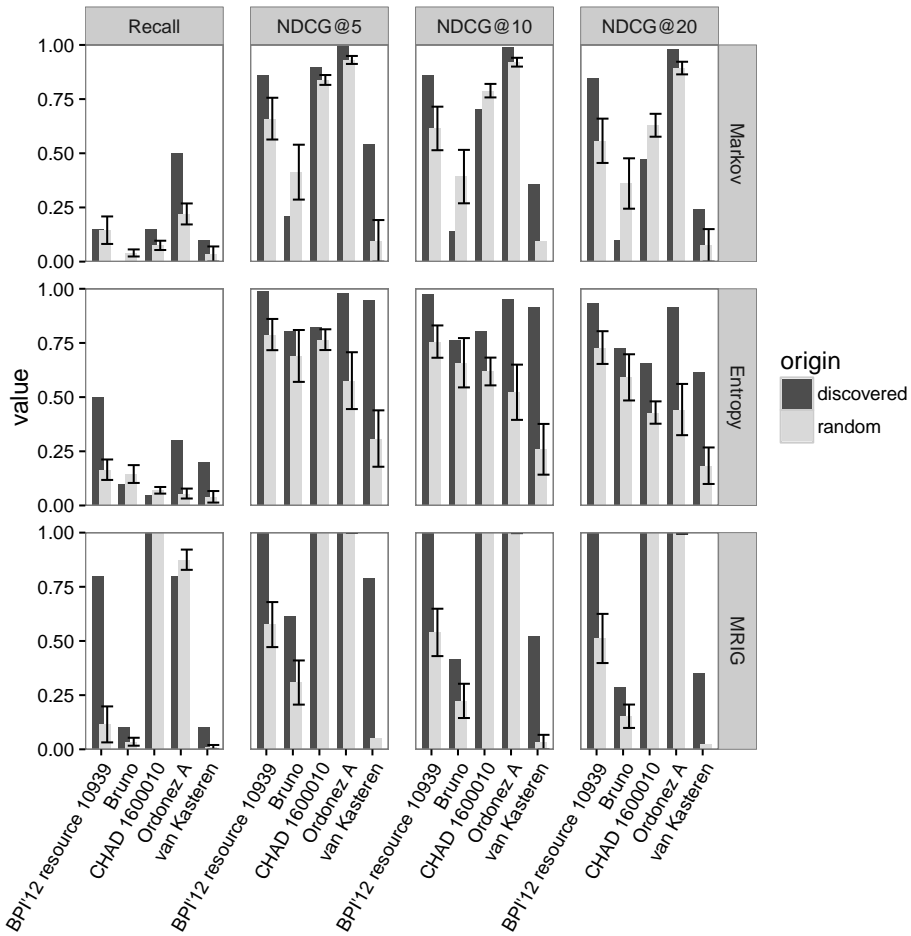 Recall NDCG@5 NDCG@10 NDCG@20
1.00
0.75
0.50
0.25
0.00
Markov
1.00
0.75
0.50
0.25
0.00
Entropy
value
origin
discovered
random
1.00
0.75
0.50
0.25
0.00
MRIG
BPI'12 resource 10939
Bruno
CHAD 1600010
Ordonez A
van Kasteren
BPI'12 resource 10939
Bruno
CHAD 1600010
Ordonez A
van Kasteren
BPI'12 resource 10939
Bruno
CHAD 1600010
Ordonez A
van Kasteren
BPI'12 resource 10939
Bruno
CHAD 1600010
Ordonez A
van Kasteren